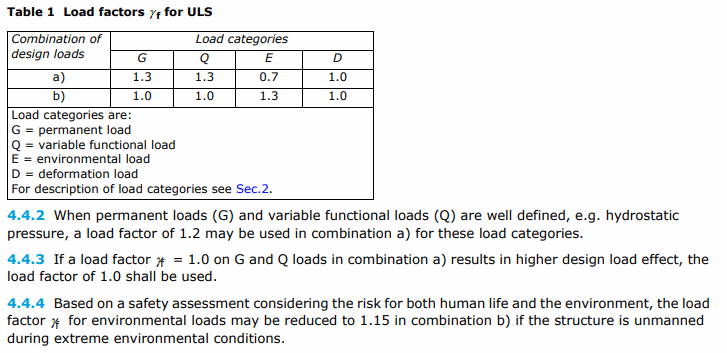 Table 1 Load factors γf for ULS
Combination of design loads Load categories
G Q E D
a) 1.3 1.3 0.7 1.0
b) 1.0 1.0 1.3 1.0
Load categories are:
G = permanent load
Q = variable functional load
E = environmental load
D = deformation load
For description of load categories see Sec.2.
4.4.2 When permanent loads (G) and variable functional loads (Q) are well defined, e.g. hydrostatic
pressure, a load factor of 1.2 may be used in combination a) for these load categories.
4.4.3 If a load factor γf = 1.0 on G and Q loads in combination a) results in higher design load effect, the
load factor of 1.0 shall be used.
4.4.4 Based on a safety assessment considering the risk for both human life and the environment, the load
factor γf for environmental loads may be reduced to 1.15 in combination b) if the structure is unmanned
during extreme environmental conditions.